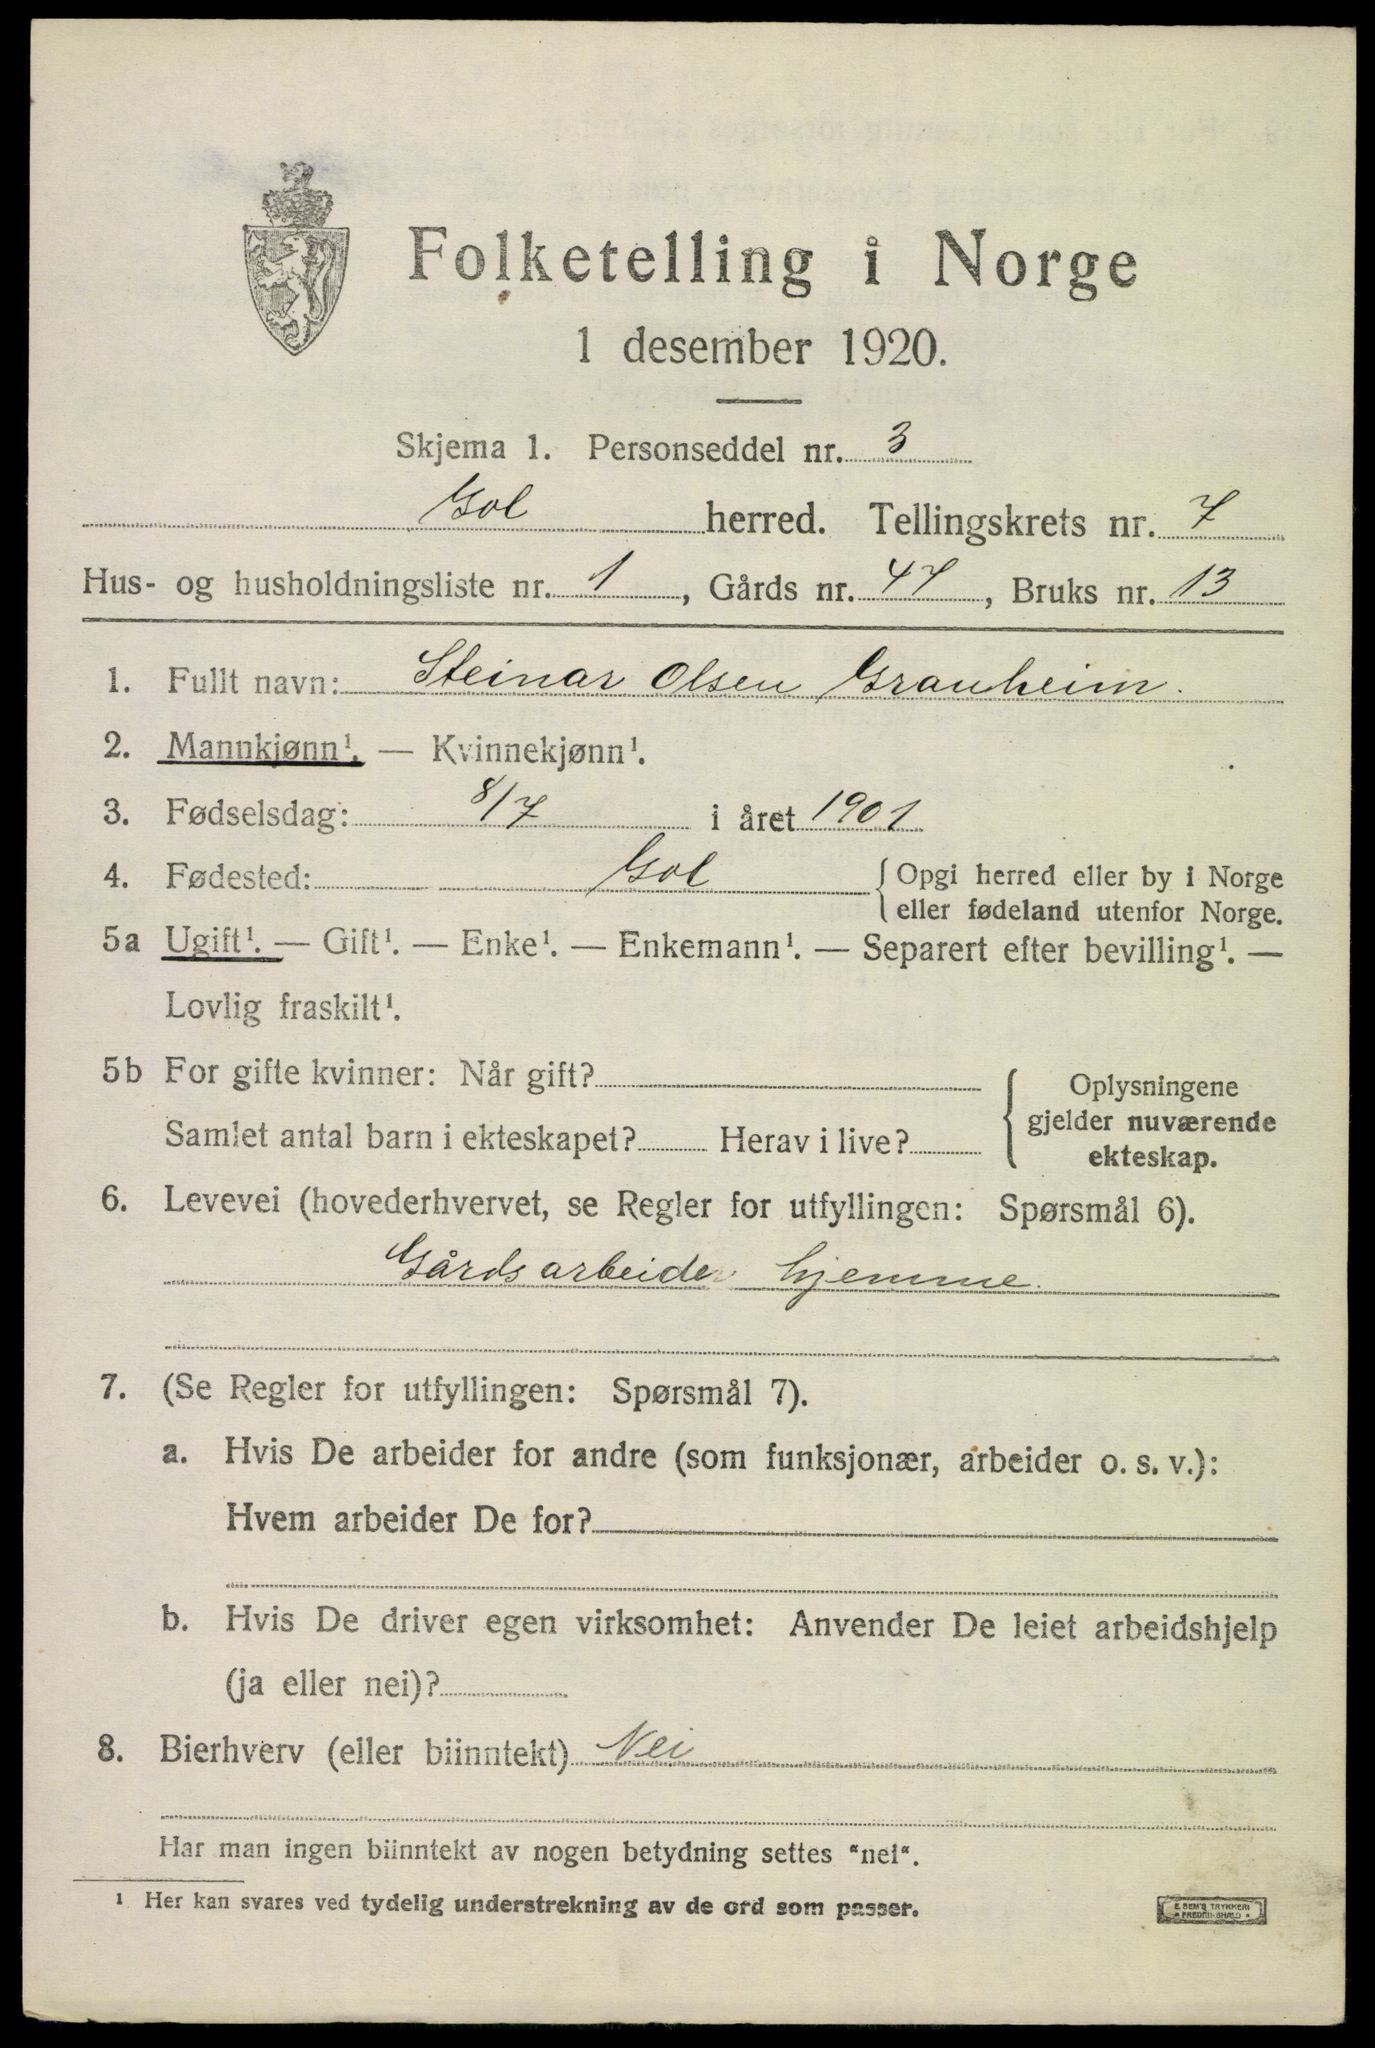 Folketelling i Norge
1 desember 1920.
Skjema 1. Personseddel nr. 3
Gol herred. Tellingskrets nr. 7
Hus- og husholdningsliste nr. 1, Gårds nr. 47, Bruks nr. 13
1. Fullt navn: Steinar Olsen Granheim.
2. Mannkjønn¹. — Kvinnekjønn¹.
3. Fødselsdag: 8/7 i året 1901
4. Fødested: Gol { Opgi herred eller by i Norge
eller fødeland utenfor Norge.
5a Ugift¹. — Gift¹. — Enke¹. — Enkemann¹. — Separert efter bevilling¹. —
Lovlig fraskilt¹.
5b For gifte kvinner: Når gift?
Samlet antal barn i ekteskapet? Herav i live?
{ Oplysningene
gjelder nuværende
ekteskap.
6. Levevei (hovederhvervet, se Regler for utfyllingen: Spørsmål 6).
Gårdsarbeider hjemme.
7. (Se Regler for utfyllingen: Spørsmål 7).
a. Hvis De arbeider for andre (som funksjonær, arbeider o. s. v.):
Hvem arbeider De for?
b. Hvis De driver egen virksomhet: Anvender De leiet arbeidshjelp
(ja eller nei)?
8. Bierhverv (eller biinntekt) Nei
Har man ingen biinntekt av nogen betydning settes "nei".
¹ Her kan svares ved tydelig understrekning av de ord som passer.
E. SEM'S TRYKKERI
FREDRIKSHALD